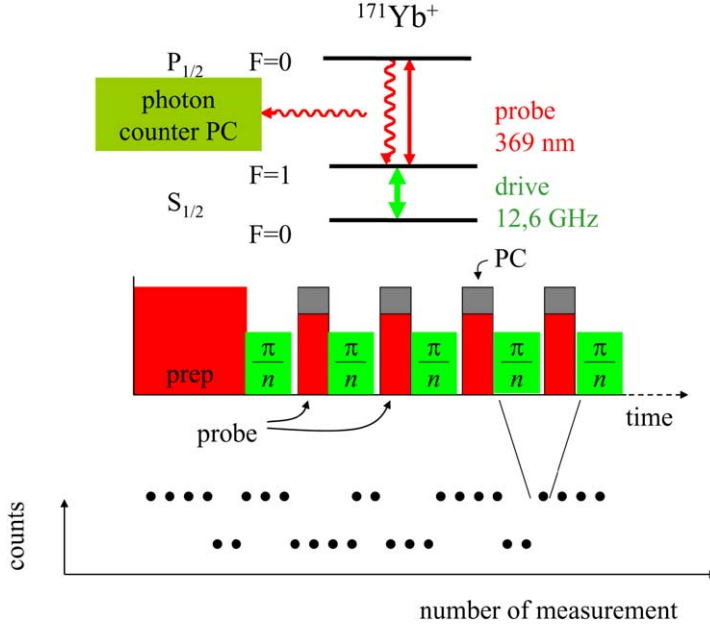 ¹⁷¹Yb⁺
P₁/₂ F=0
photon
counter PC
probe
369 nm
F=1
S₁/₂
drive
12,6 GHz
F=0
PC
prep
π/n
π/n
π/n
π/n
π/n
time
probe
counts
number of measurement